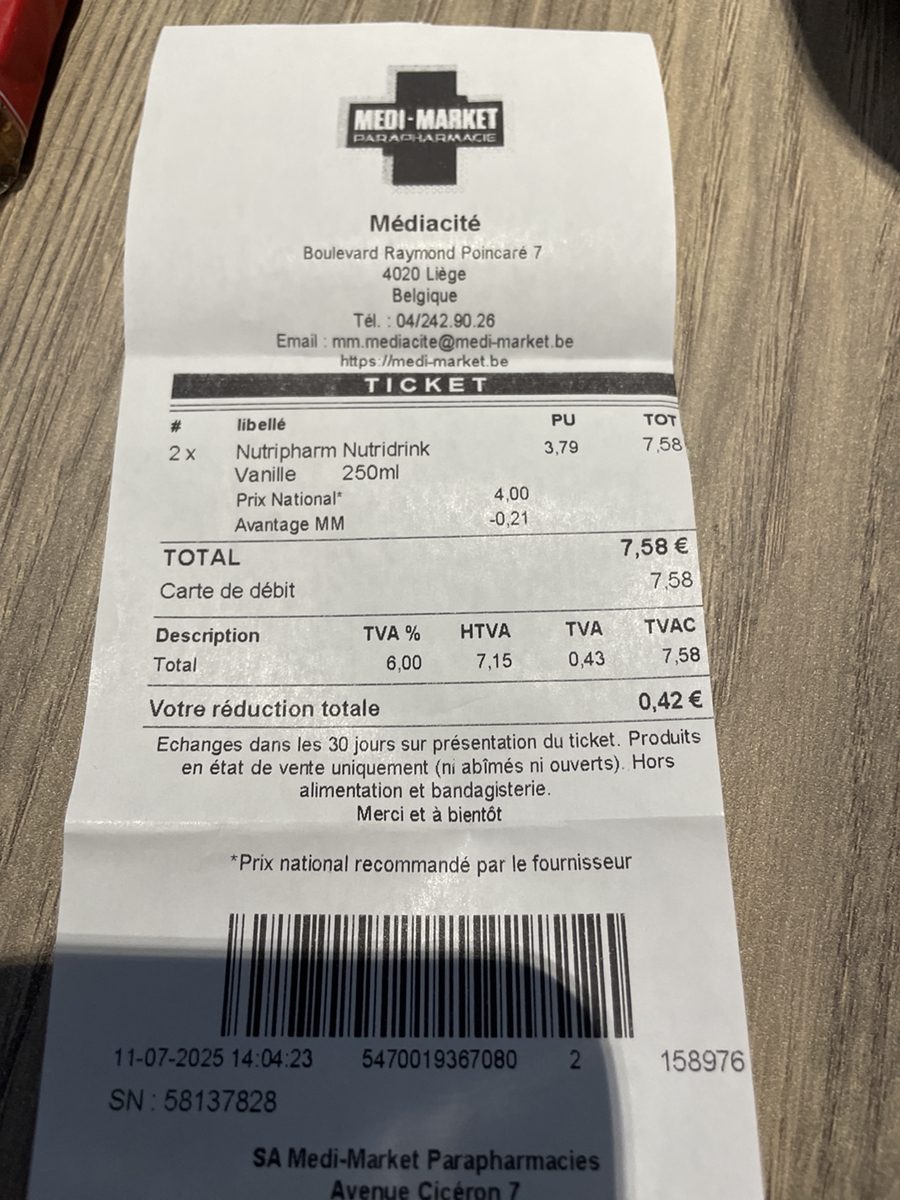 MEDI-MARKET
PARAPHARMACIE
Médiacité
Boulevard Raymond Poincaré 7
4020 Liège
Belgique
Tél. : 04/242.90.26
Email : mm.mediacite@medi-market.be
https://medi-market.be
TICKET
# libellé PU TOT
2 x Nutripharm Nutridrink 3,79 7,58
Vanille 250ml
Prix National* 4,00
Avantage MM -0,21
TOTAL 7,58 €
Carte de débit 7,58
Description TVA % HTVA TVA TVAC
Total 6,00 7,15 0,43 7,58
Votre réduction totale 0,42 €
Echanges dans les 30 jours sur présentation du ticket. Produits
en état de vente uniquement (ni abîmés ni ouverts). Hors
alimentation et bandagisterie.
Merci et à bientôt
*Prix national recommandé par le fournisseur
11-07-2025 14:04:23 5470019367080 2 158976
SN : 58137828
SA Medi-Market Parapharmacies
Avenue Cicéron 7